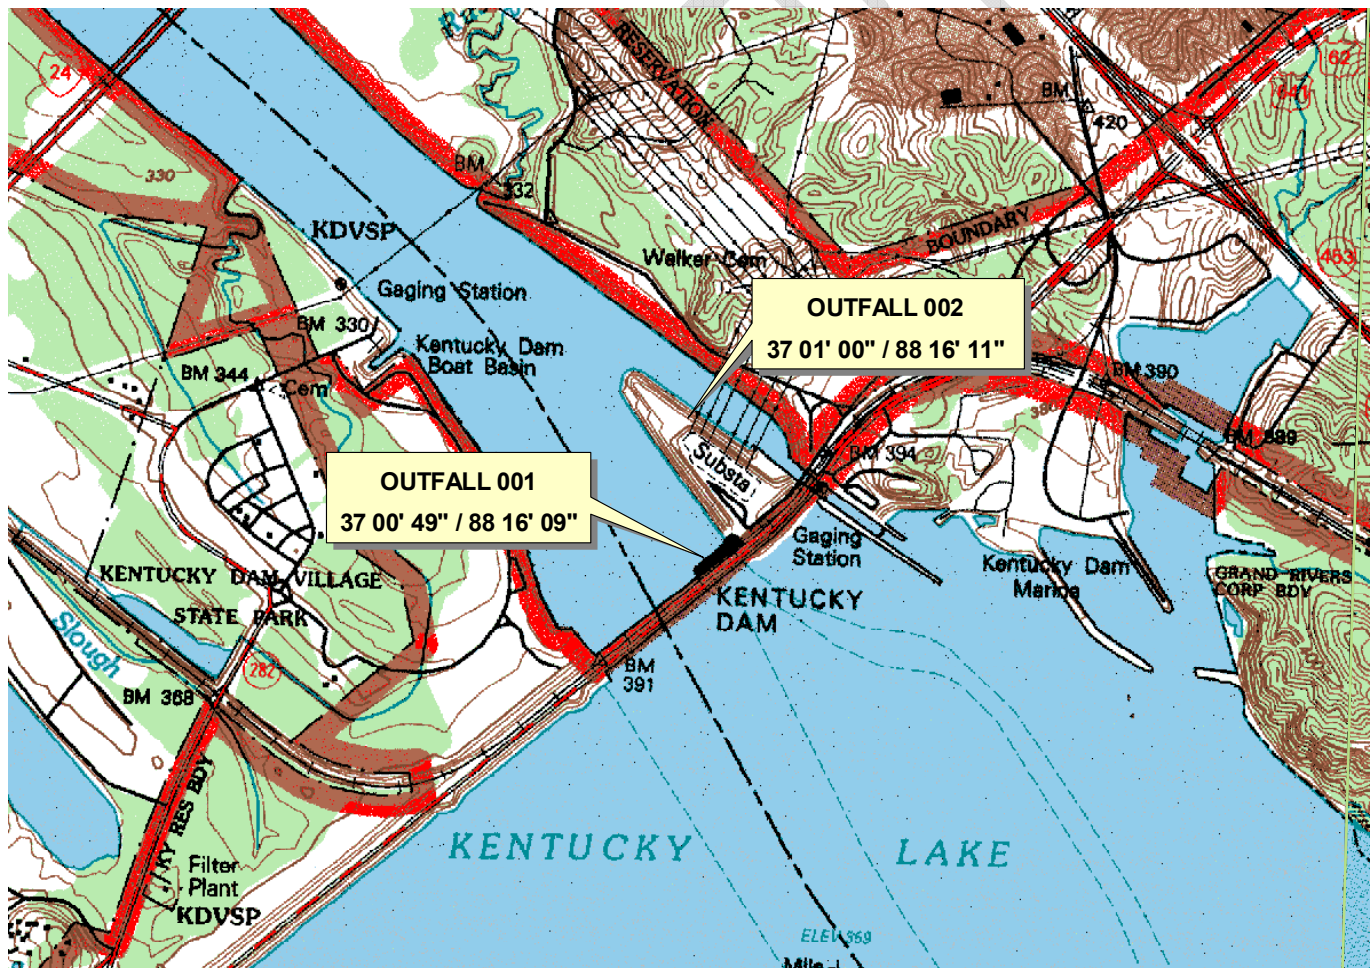 24
RESERVATION
62
641
BM
420
BM
332
330
KDVSP
BOUNDARY
453
Walker Cem
Gaging Station
OUTFALL 002
37 01' 00" / 88 16' 11"
BM 330
Kentucky Dam
Boat Basin
BM 344
Cem
BM 390
BM 389
BM 394
Substa
OUTFALL 001
37 00' 49" / 88 16' 09"
Gaging
Station
Kentucky Dam
Marina
GRAND RIVERS
CORP BDY
KENTUCKY DAM VILLAGE
STATE PARK
KENTUCKY
DAM
Slough
282
BM 368
BM
391
KY RES BDY
Filter
Plant
KDVSP
KENTUCKY LAKE
ELEV 359
Mile